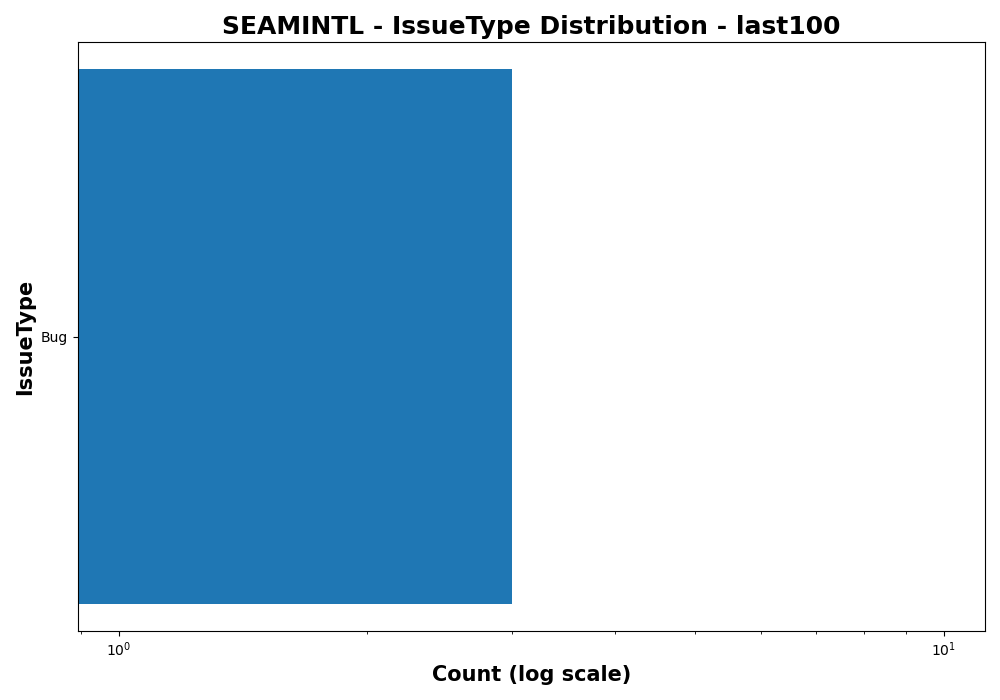 SEAMINTL - IssueType Distribution - last100
IssueType
Bug
10⁰
10¹
Count (log scale)